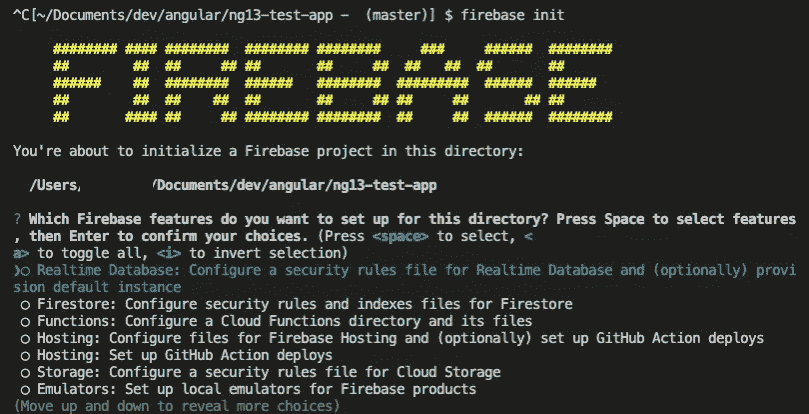 ^C[~/Documents/dev/angular/ng13-test-app -  (master)] $ firebase init
######## #### ########  ######## ########     ###     ######  ########
##        ##  ##     ## ##       ##     ##  ##   ##  ##       ##
######    ##  ########  ######   ########  #########  ######  ######
##        ##  ##    ##  ##       ##     ## ##     ##       ## ##
##       #### ##     ## ######## ########  ##     ##  ######  ########
You're about to initialize a Firebase project in this directory:
/Users/ /Documents/dev/angular/ng13-test-app
? Which Firebase features do you want to set up for this directory? Press Space to select features
, then Enter to confirm your choices. (Press <space> to select, <
a> to toggle all, <i> to invert selection)
❯◯ Realtime Database: Configure a security rules file for Realtime Database and (optionally) provi
sion default instance
◯ Firestore: Configure security rules and indexes files for Firestore
◯ Functions: Configure a Cloud Functions directory and its files
◯ Hosting: Configure files for Firebase Hosting and (optionally) set up GitHub Action deploys
◯ Hosting: Set up GitHub Action deploys
◯ Storage: Configure a security rules file for Cloud Storage
◯ Emulators: Set up local emulators for Firebase products
(Move up and down to reveal more choices)